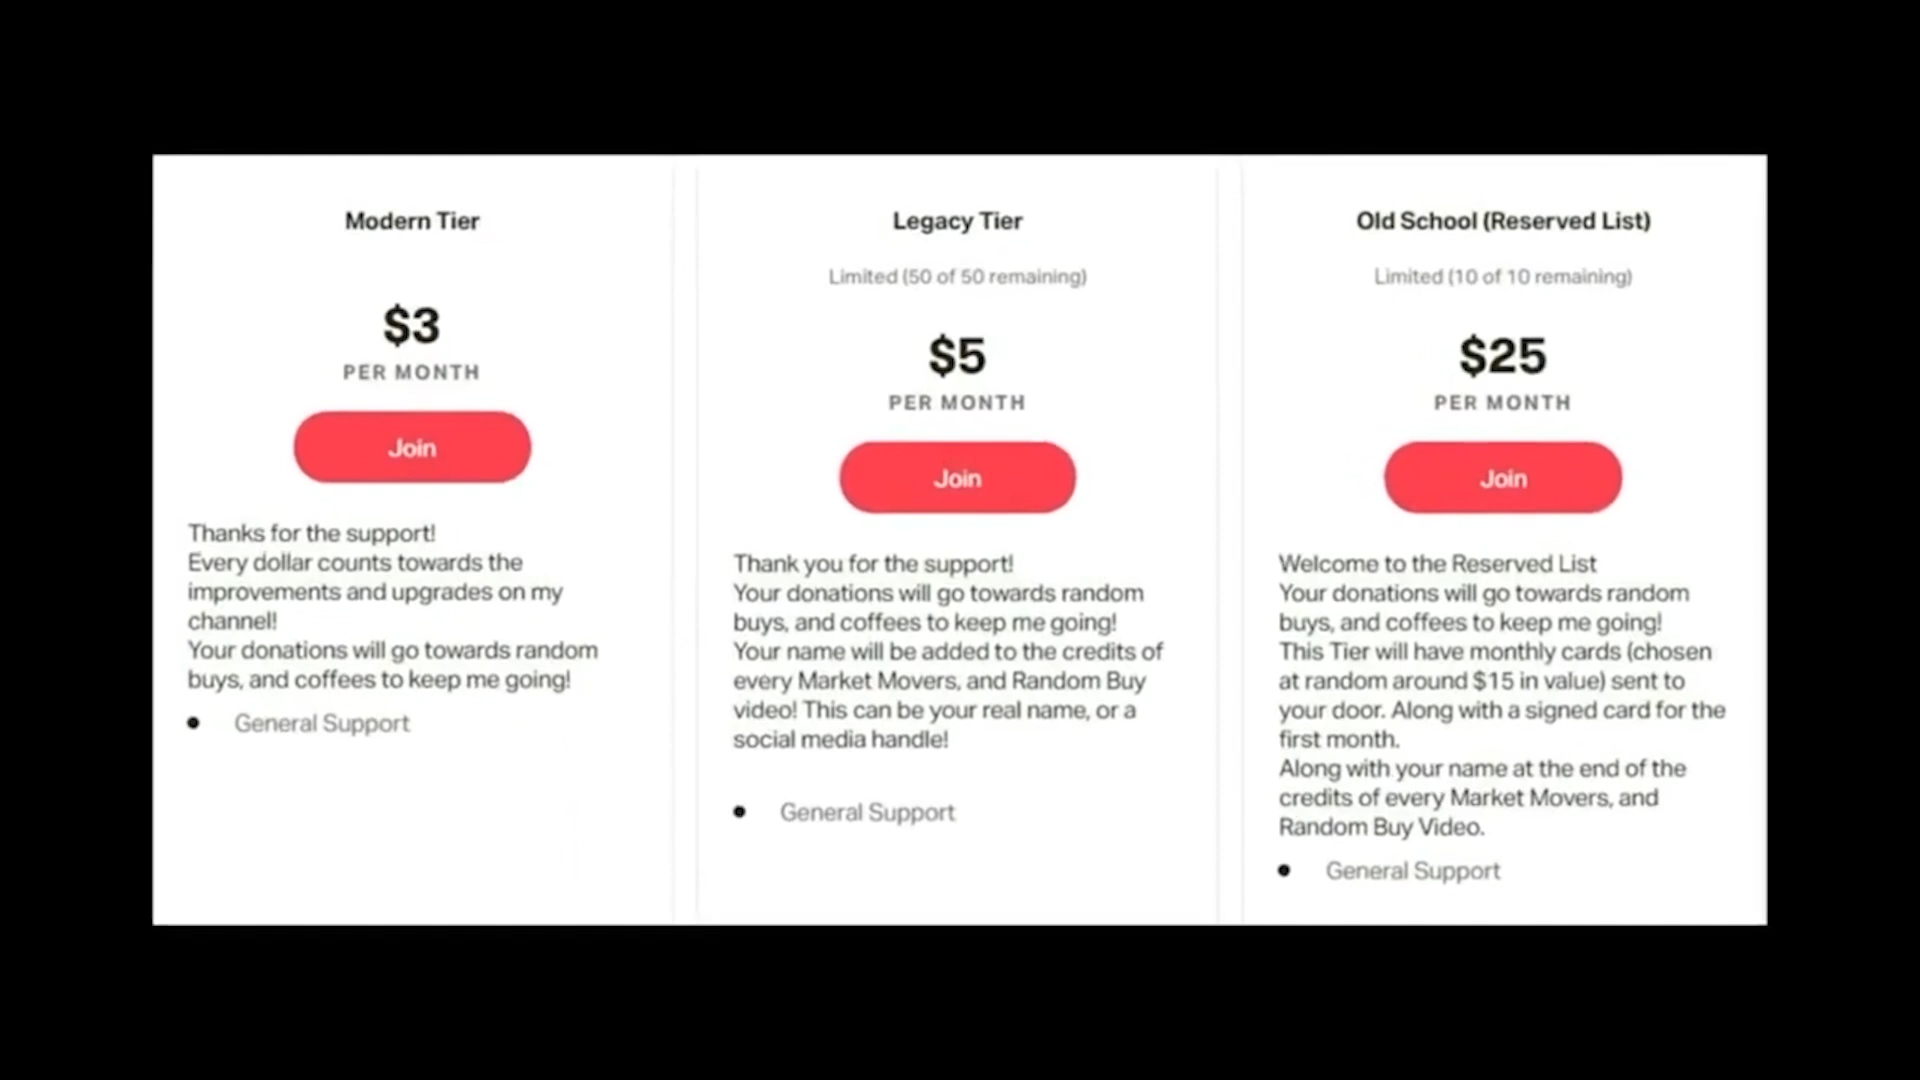 Modern Tier
$3
PER MONTH
Join
Thanks for the support!
Every dollar counts towards the
improvements and upgrades on my
channel!
Your donations will go towards random
buys, and coffees to keep me going!
General Support
Legacy Tier
Limited (50 of 50 remaining)
$5
PER MONTH
Join
Thank you for the support!
Your donations will go towards random
buys, and coffees to keep me going!
Your name will be added to the credits of
every Market Movers, and Random Buy
video! This can be your real name, or a
social media handle!
General Support
Old School (Reserved List)
Limited (10 of 10 remaining)
$25
PER MONTH
Join
Welcome to the Reserved List
Your donations will go towards random
buys, and coffees to keep me going!
This Tier will have monthly cards (chosen
at random around $15 in value) sent to
your door. Along with a signed card for the
first month.
Along with your name at the end of the
credits of every Market Movers, and
Random Buy Video.
General Support